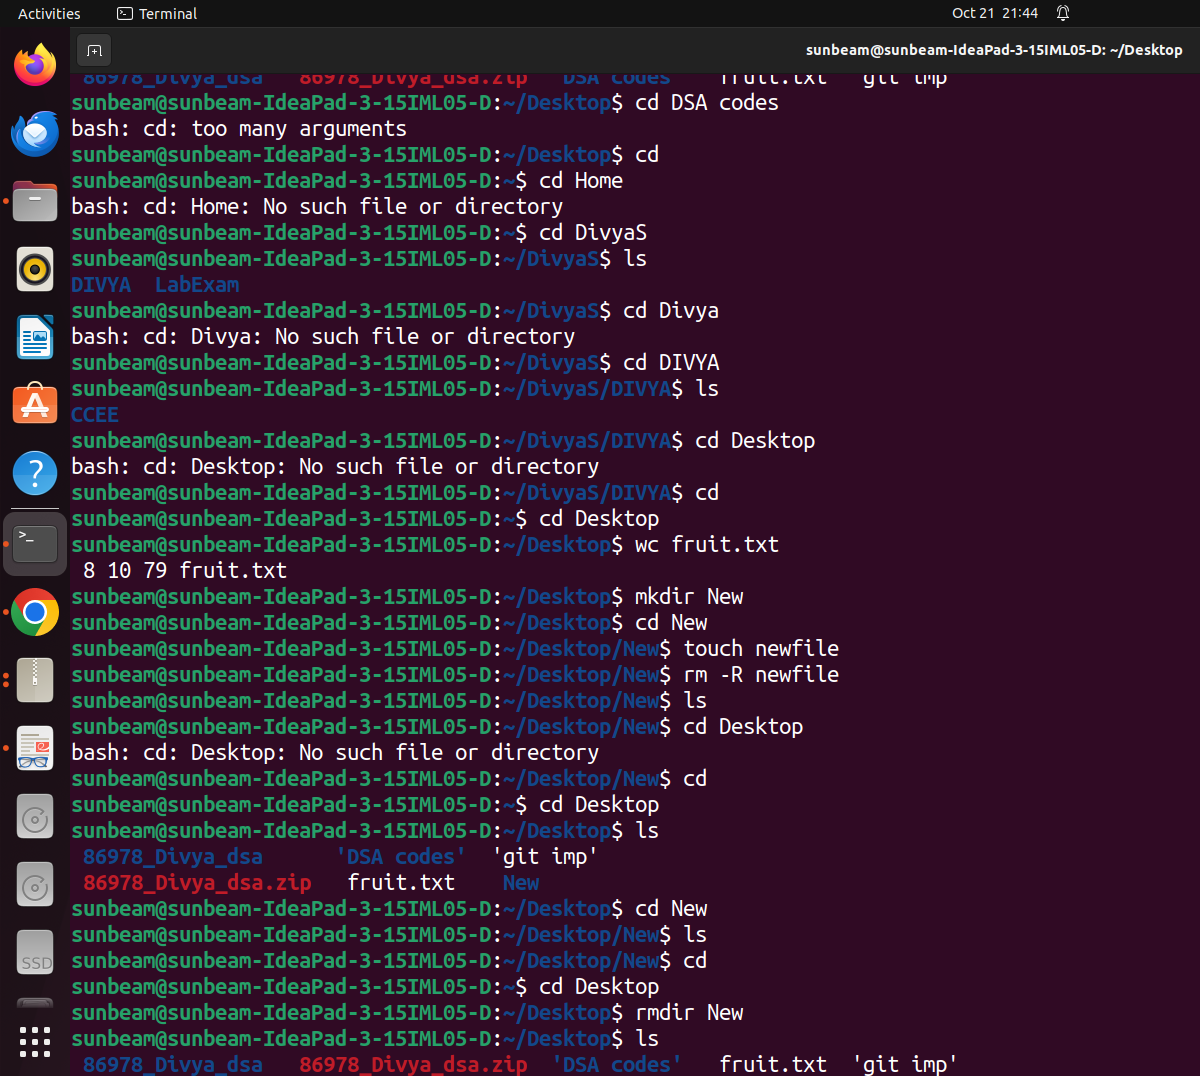 Activities
Terminal
Oct 21 21:44
sunbeam@sunbeam-IdeaPad-3-15IML05-D: ~/Desktop
86978_Divya_dsa 86978_Divya_dsa.zip 'DSA codes' fruit.txt 'git imp'
sunbeam@sunbeam-IdeaPad-3-15IML05-D:~/Desktop$ cd DSA codes
bash: cd: too many arguments
sunbeam@sunbeam-IdeaPad-3-15IML05-D:~/Desktop$ cd
sunbeam@sunbeam-IdeaPad-3-15IML05-D:~$ cd Home
bash: cd: Home: No such file or directory
sunbeam@sunbeam-IdeaPad-3-15IML05-D:~$ cd DivyaS
sunbeam@sunbeam-IdeaPad-3-15IML05-D:~/DivyaS$ ls
DIVYA LabExam
sunbeam@sunbeam-IdeaPad-3-15IML05-D:~/DivyaS$ cd Divya
bash: cd: Divya: No such file or directory
sunbeam@sunbeam-IdeaPad-3-15IML05-D:~/DivyaS$ cd DIVYA
sunbeam@sunbeam-IdeaPad-3-15IML05-D:~/DivyaS/DIVYA$ ls
CCEE
sunbeam@sunbeam-IdeaPad-3-15IML05-D:~/DivyaS/DIVYA$ cd Desktop
bash: cd: Desktop: No such file or directory
sunbeam@sunbeam-IdeaPad-3-15IML05-D:~/DivyaS/DIVYA$ cd
sunbeam@sunbeam-IdeaPad-3-15IML05-D:~$ cd Desktop
sunbeam@sunbeam-IdeaPad-3-15IML05-D:~/Desktop$ wc fruit.txt
8 10 79 fruit.txt
sunbeam@sunbeam-IdeaPad-3-15IML05-D:~/Desktop$ mkdir New
sunbeam@sunbeam-IdeaPad-3-15IML05-D:~/Desktop$ cd New
sunbeam@sunbeam-IdeaPad-3-15IML05-D:~/Desktop/New$ touch newfile
sunbeam@sunbeam-IdeaPad-3-15IML05-D:~/Desktop/New$ rm -R newfile
sunbeam@sunbeam-IdeaPad-3-15IML05-D:~/Desktop/New$ ls
sunbeam@sunbeam-IdeaPad-3-15IML05-D:~/Desktop/New$ cd Desktop
bash: cd: Desktop: No such file or directory
sunbeam@sunbeam-IdeaPad-3-15IML05-D:~/Desktop/New$ cd
sunbeam@sunbeam-IdeaPad-3-15IML05-D:~$ cd Desktop
sunbeam@sunbeam-IdeaPad-3-15IML05-D:~/Desktop$ ls
86978_Divya_dsa 'DSA codes' 'git imp'
86978_Divya_dsa.zip fruit.txt New
sunbeam@sunbeam-IdeaPad-3-15IML05-D:~/Desktop$ cd New
sunbeam@sunbeam-IdeaPad-3-15IML05-D:~/Desktop/New$ ls
sunbeam@sunbeam-IdeaPad-3-15IML05-D:~/Desktop/New$ cd
sunbeam@sunbeam-IdeaPad-3-15IML05-D:~$ cd Desktop
sunbeam@sunbeam-IdeaPad-3-15IML05-D:~/Desktop$ rmdir New
sunbeam@sunbeam-IdeaPad-3-15IML05-D:~/Desktop$ ls
86978_Divya_dsa 86978_Divya_dsa.zip 'DSA codes' fruit.txt 'git imp'
SSD